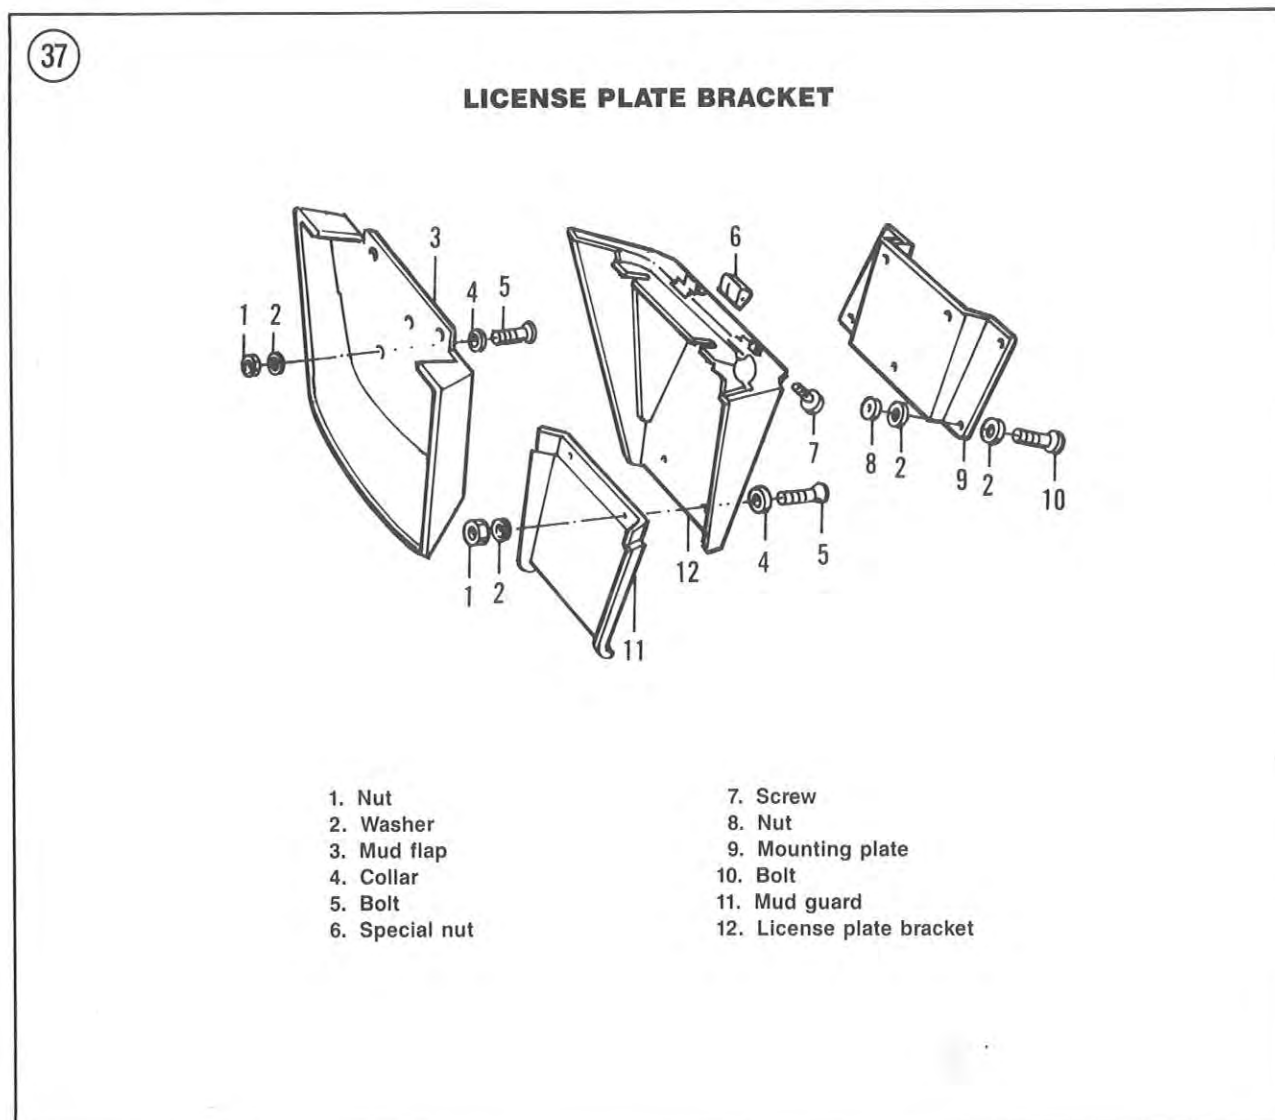 37
LICENSE PLATE BRACKET
3
6
4 5
1 2
7
8 2 9 2 10
12 4 5
1 2
11
1. Nut
2. Washer
3. Mud flap
4. Collar
5. Bolt
6. Special nut
7. Screw
8. Nut
9. Mounting plate
10. Bolt
11. Mud guard
12. License plate bracket